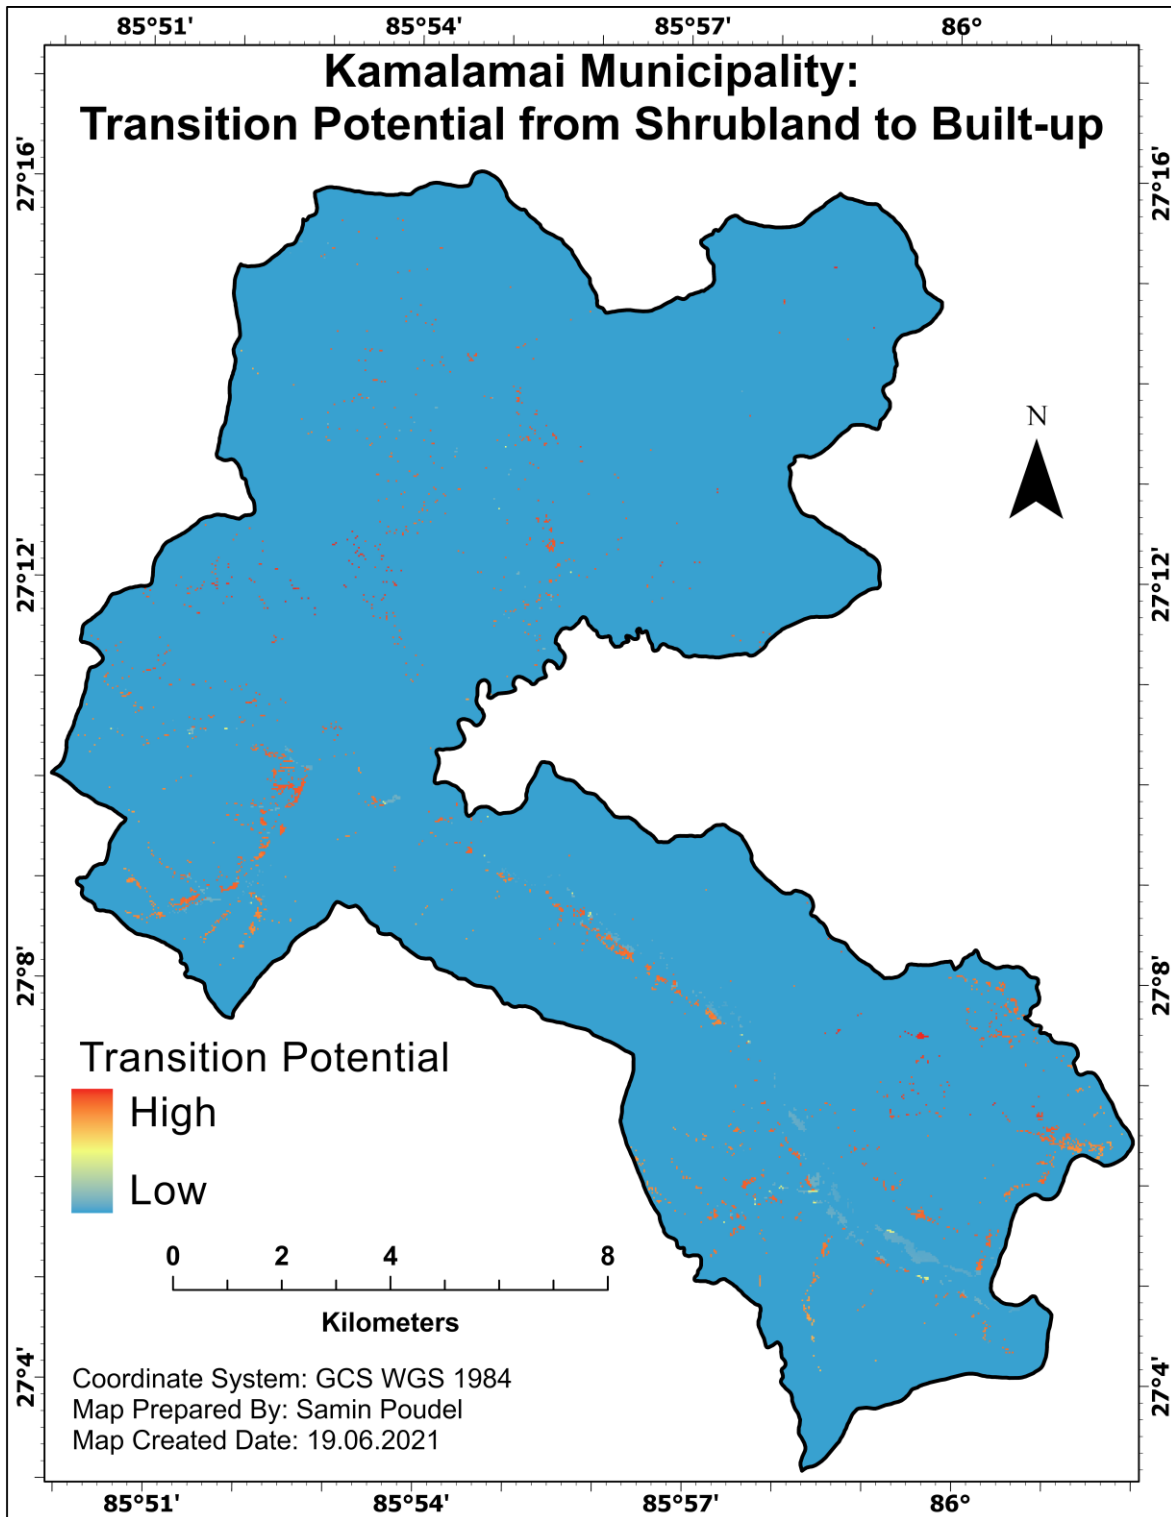 85°51' 85°54' 85°57' 86°
Kamalamai Municipality:
Transition Potential from Shrubland to Built-up
27°16' 27°16'
N
27°12' 27°12'
27°8' 27°8'
Transition Potential
High
Low
0 2 4 8
Kilometers
Coordinate System: GCS WGS 1984
Map Prepared By: Samin Poudel
Map Created Date: 19.06.2021
27°4' 27°4'
85°51' 85°54' 85°57' 86°